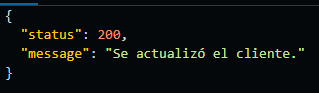 {
  "status": 200,
  "message": "Se actualizó el cliente."
}